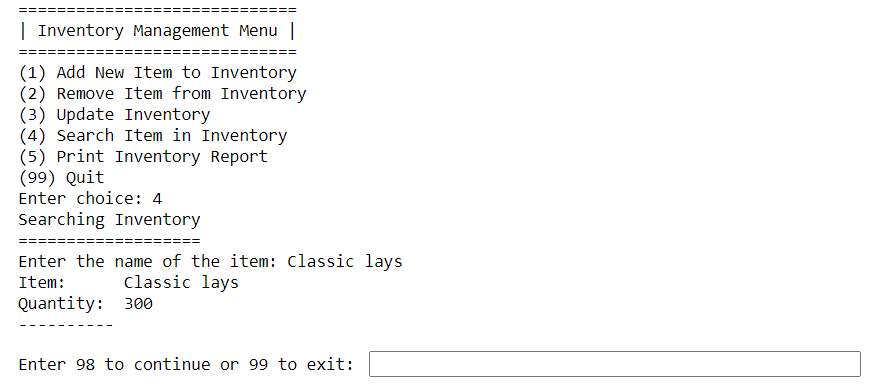 =============================
| Inventory Management Menu |
=============================
(1) Add New Item to Inventory
(2) Remove Item from Inventory
(3) Update Inventory
(4) Search Item in Inventory
(5) Print Inventory Report
(99) Quit
Enter choice: 4
Searching Inventory
===================
Enter the name of the item: Classic lays
Item:      Classic lays
Quantity:  300
----------
Enter 98 to continue or 99 to exit: